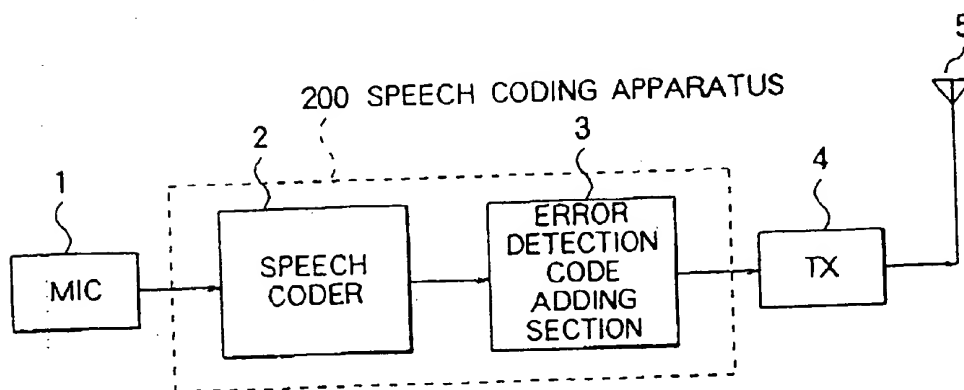 5
200 SPEECH CODING APPARATUS
1
2
3
4
MIC
SPEECH
CODER
ERROR
DETECTION
CODE
ADDING
SECTION
TX